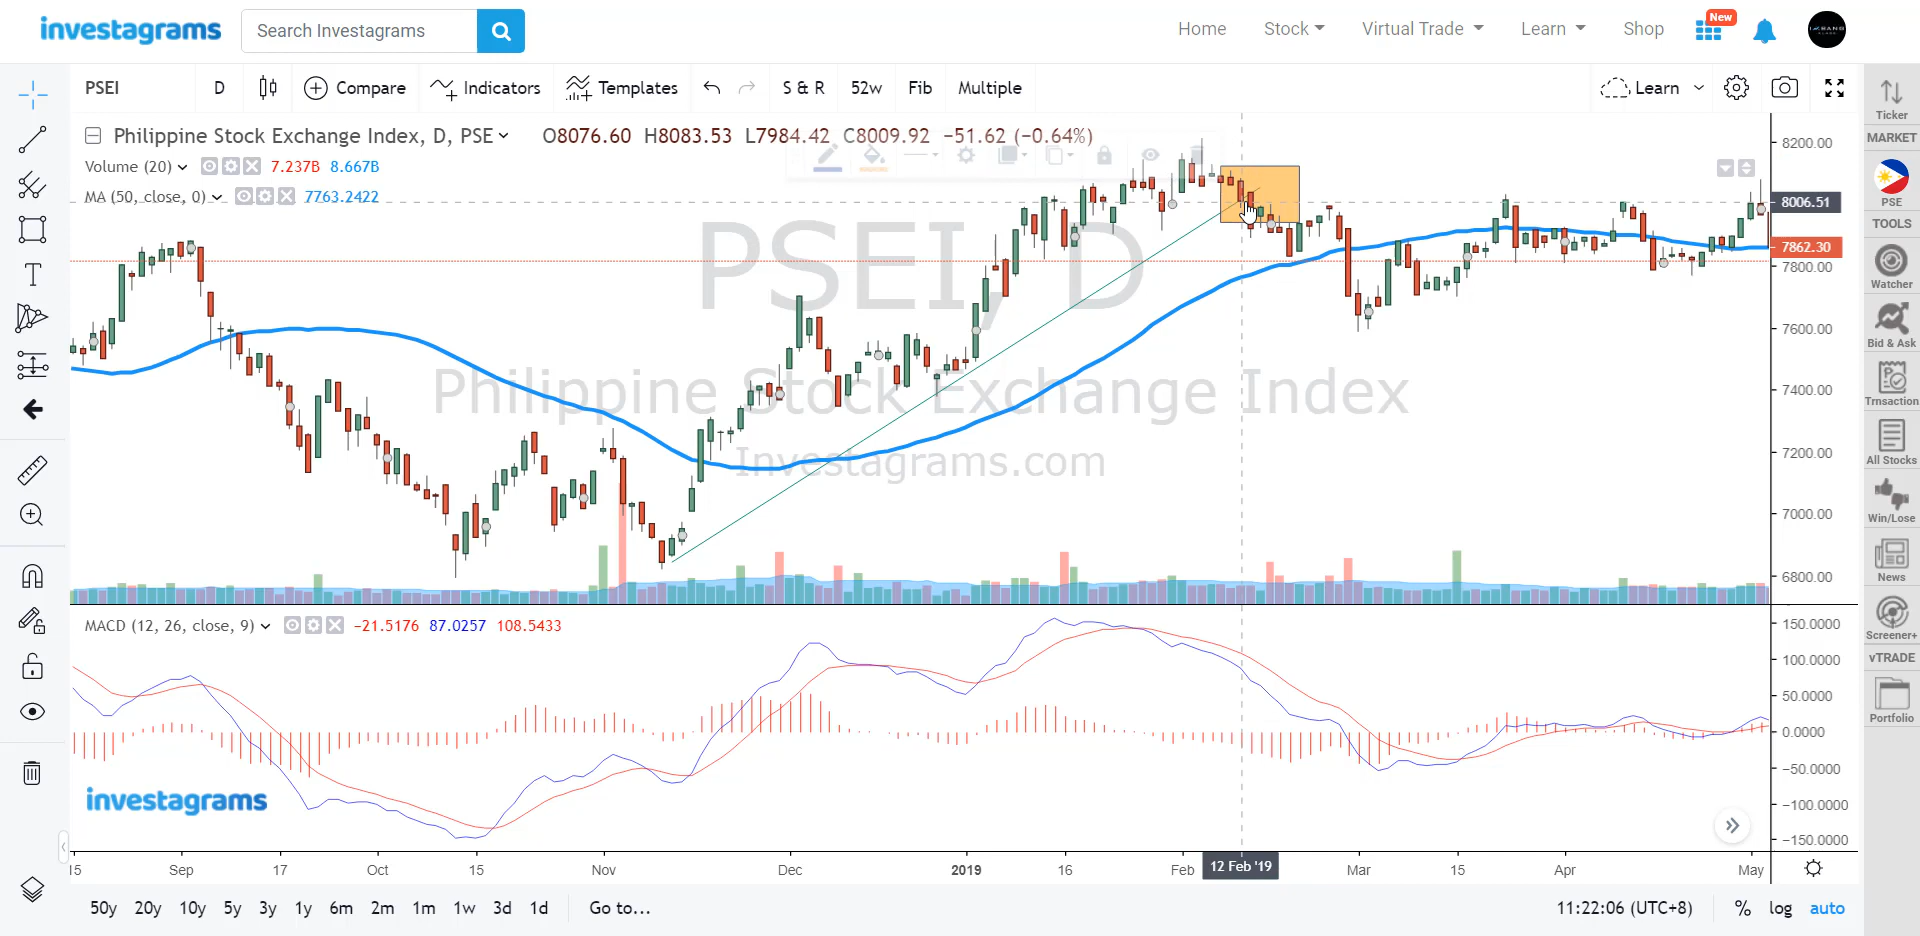 investagrams
Search Investagrams
Home
Stock
Virtual Trade
Learn
Shop
New
PSEI
D
Compare
Indicators
Templates
S & R
52w
Fib
Multiple
Learn
Philippine Stock Exchange Index, D, PSE
O8076.60 H8083.53 L7984.42 C8009.92 −51.62 (−0.64%)
Volume (20)
7.237B 8.667B
MA (50, close, 0)
7763.2422
PSEI, D
Philippine Stock Exchange Index
Investagrams.com
8200.00
8006.51
7862.30
7800.00
7600.00
7400.00
7200.00
7000.00
6800.00
MACD (12, 26, close, 9)
−21.5176 87.0257 108.5433
150.0000
100.0000
50.0000
0.0000
−50.0000
−100.0000
−150.0000
investagrams
15
Sep
17
Oct
15
Nov
Dec
2019
16
Feb
12 Feb '19
Mar
15
Apr
May
50y
20y
10y
5y
3y
1y
6m
2m
1m
1w
3d
1d
Go to...
11:22:06 (UTC+8)
%
log
auto
Ticker
MARKET
PSE
TOOLS
Watcher
Bid & Ask
Trnsaction
All Stocks
Win/Lose
News
Screener+
vTRADE
Portfolio